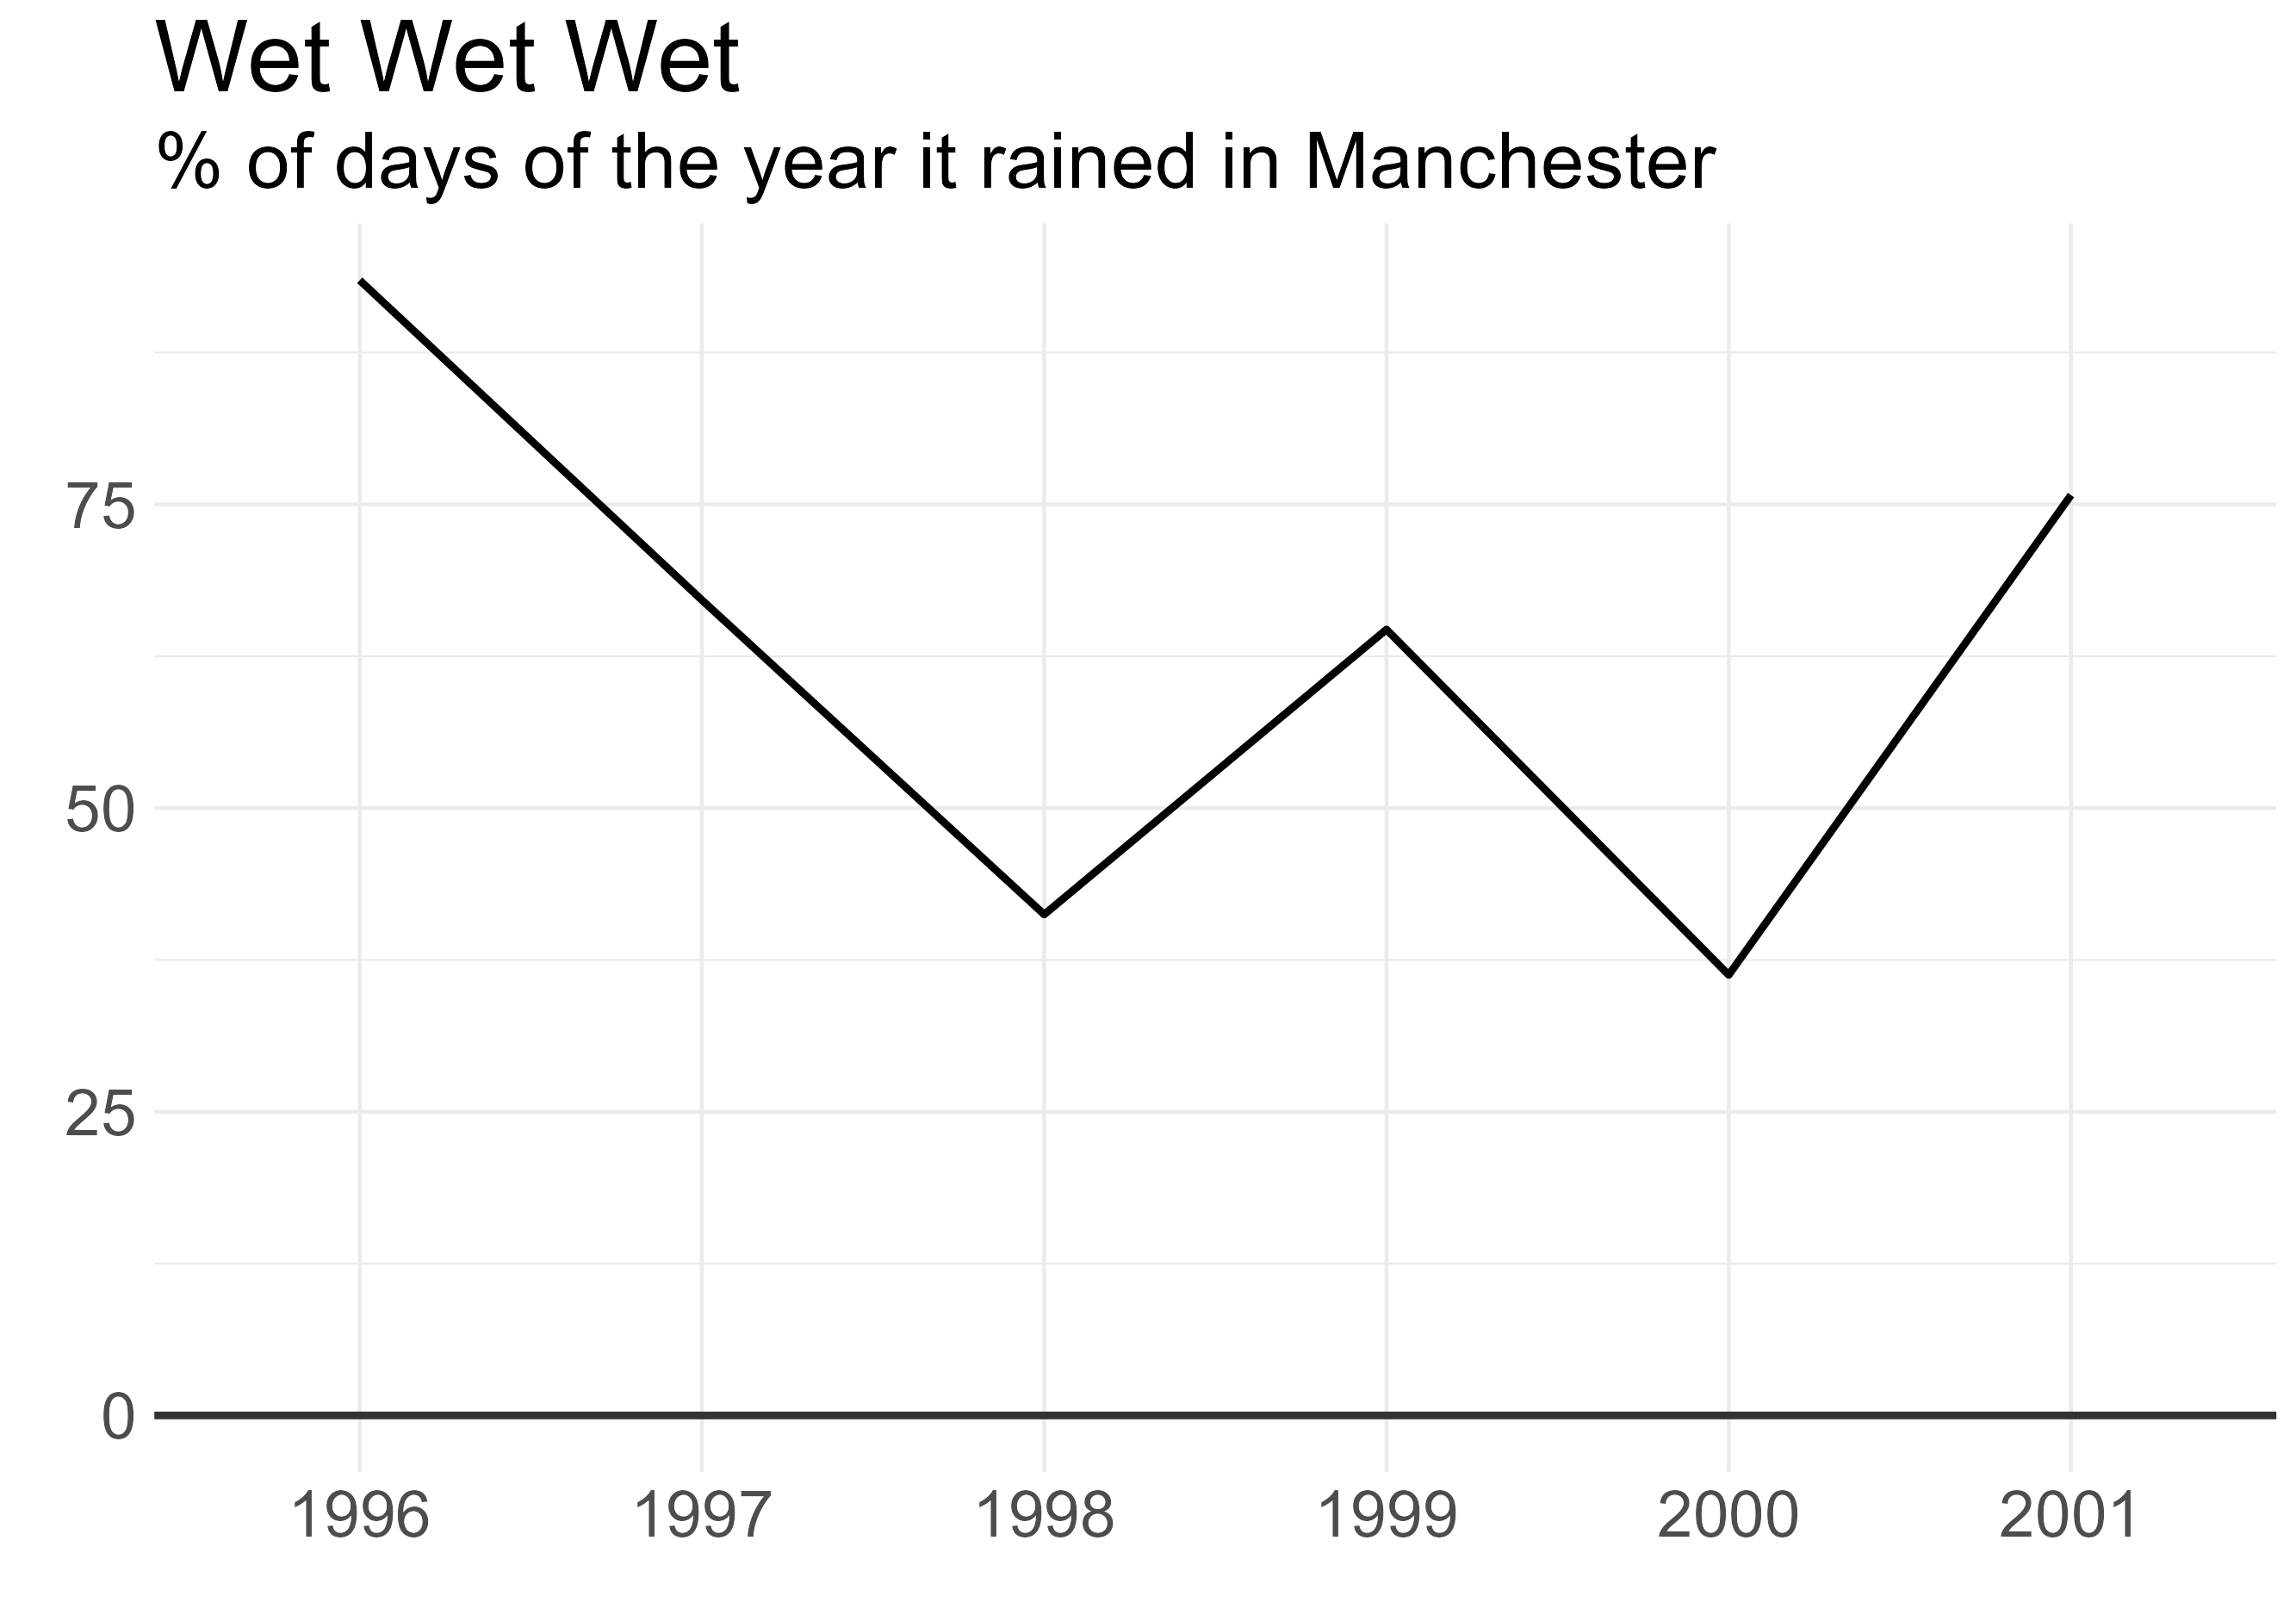 Wet Wet Wet
% of days of the year it rained in Manchester
75
50
25
0
1996 1997 1998 1999 2000 2001